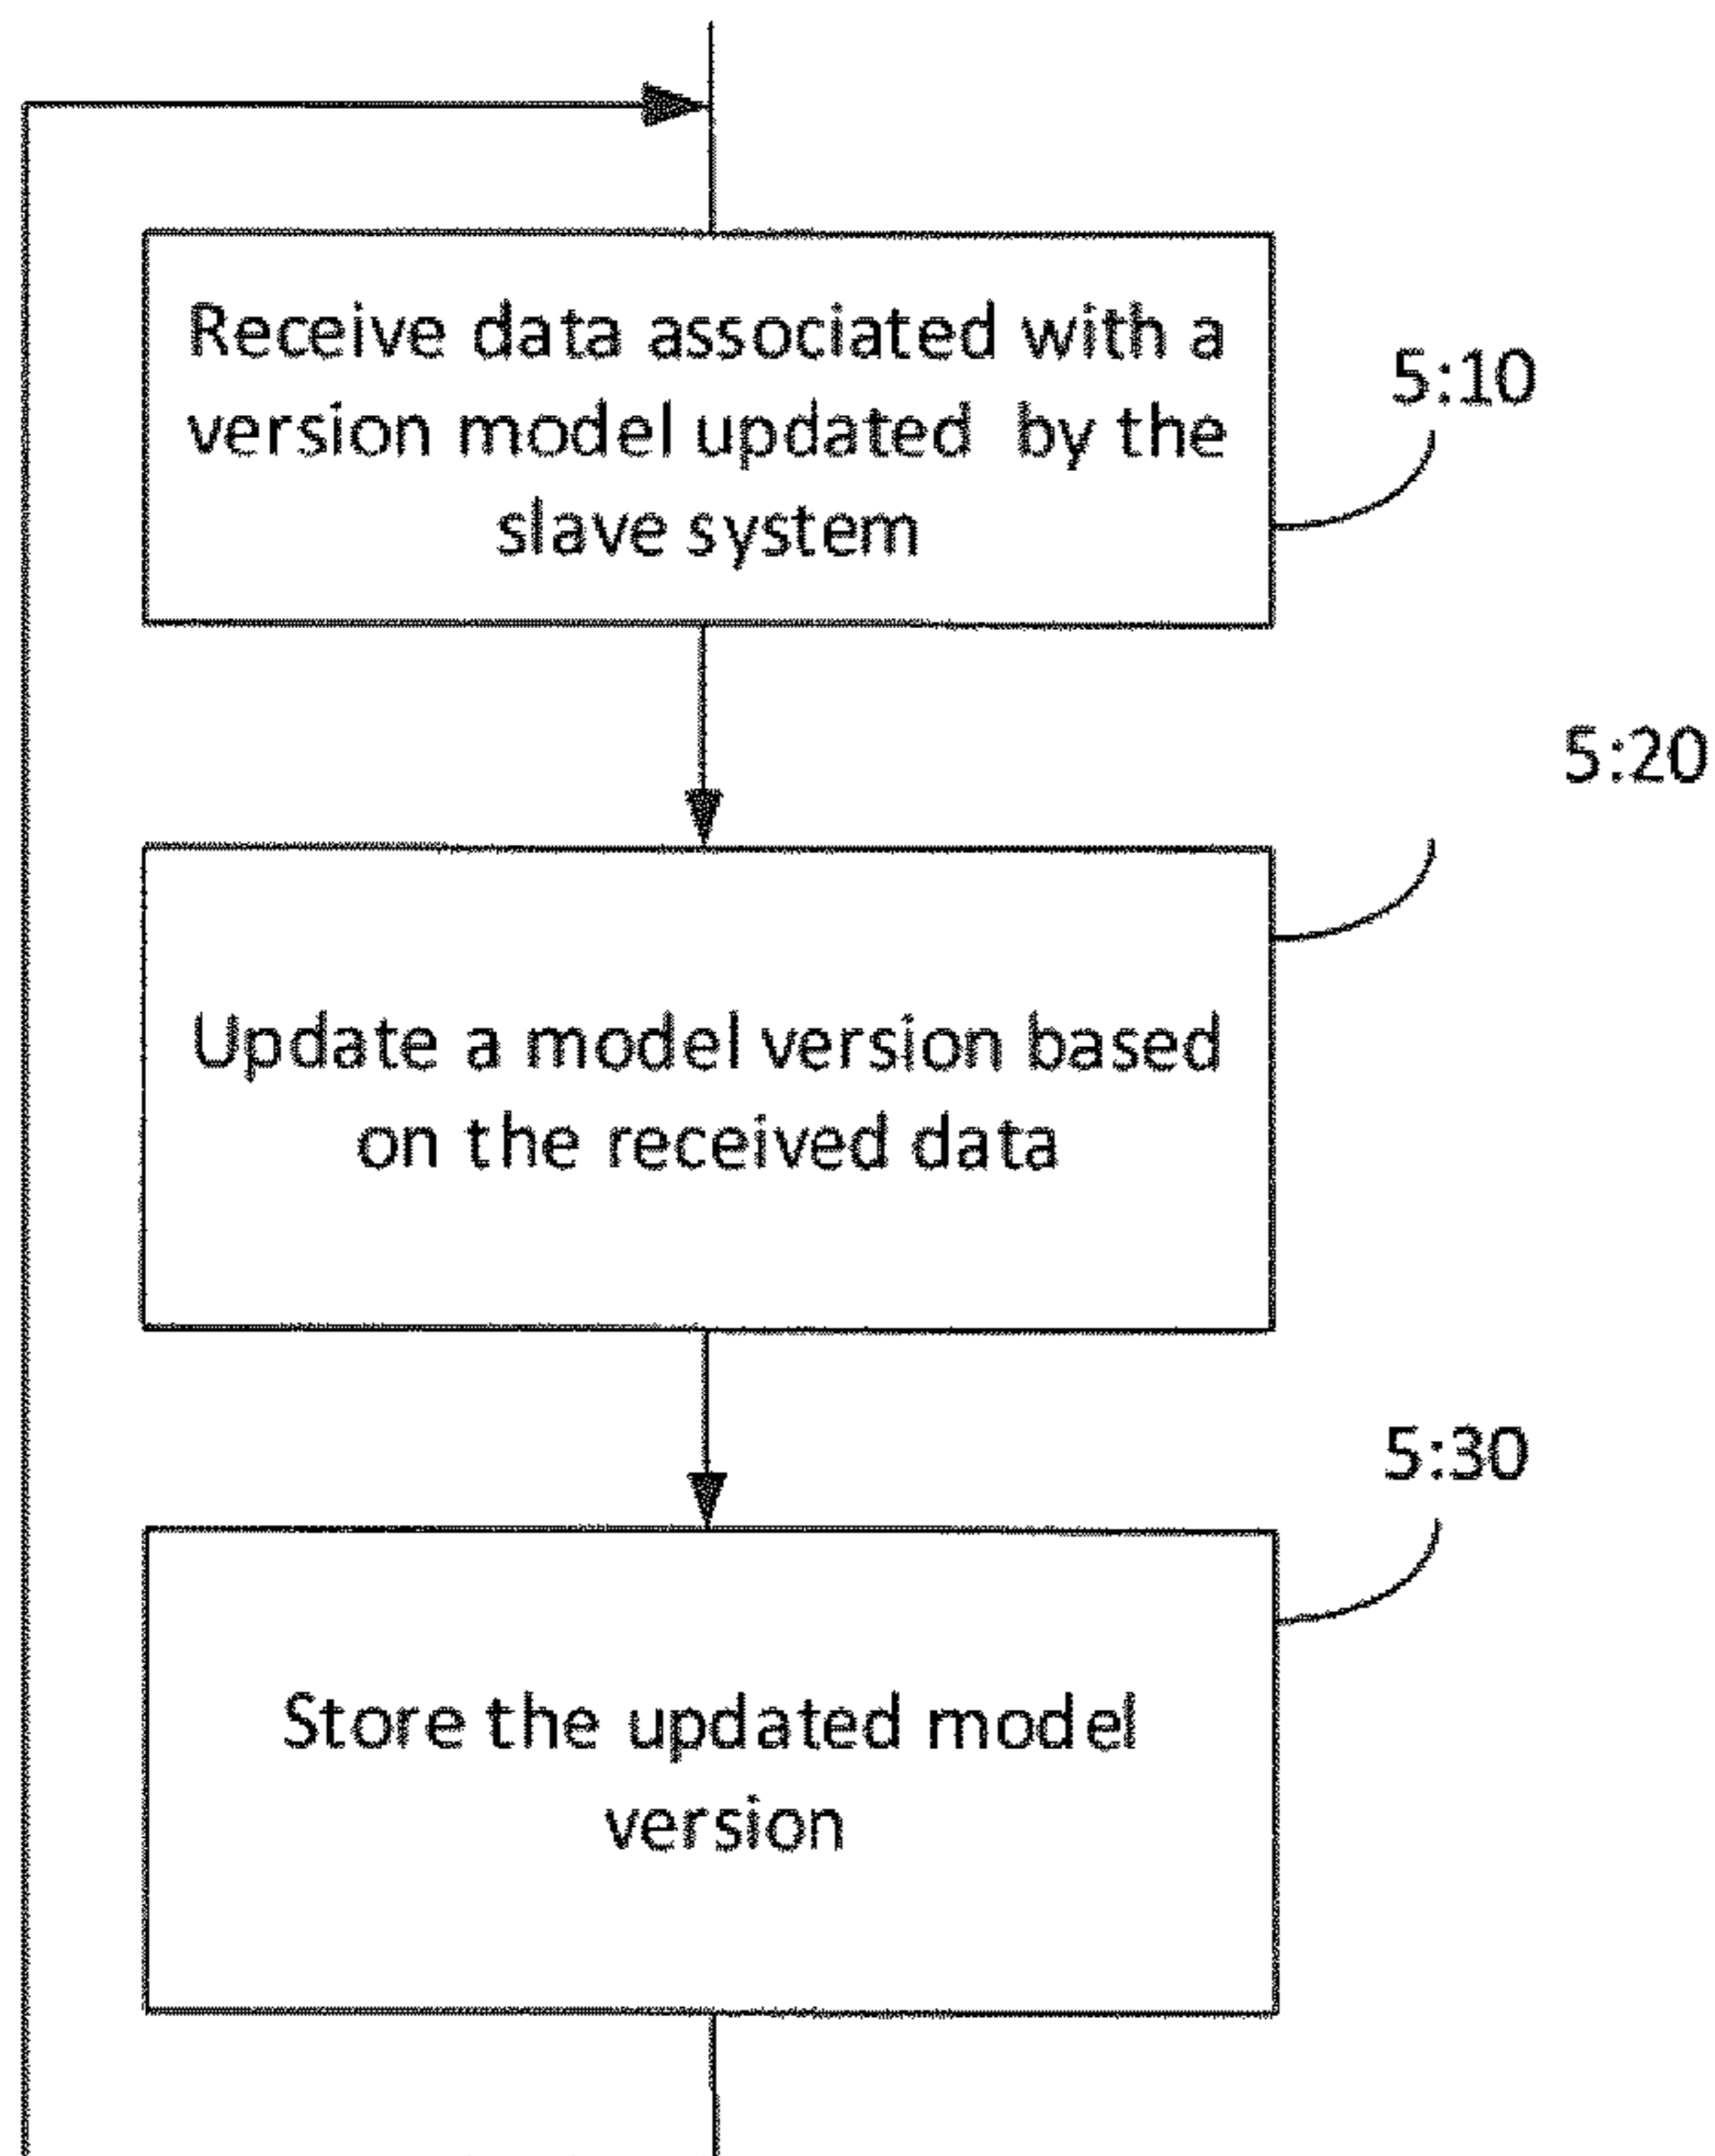 Receive data associated with a
version model updated by the
slave system
5:10
5:20
Update a model version based
on the received data
5:30
Store the updated model
version